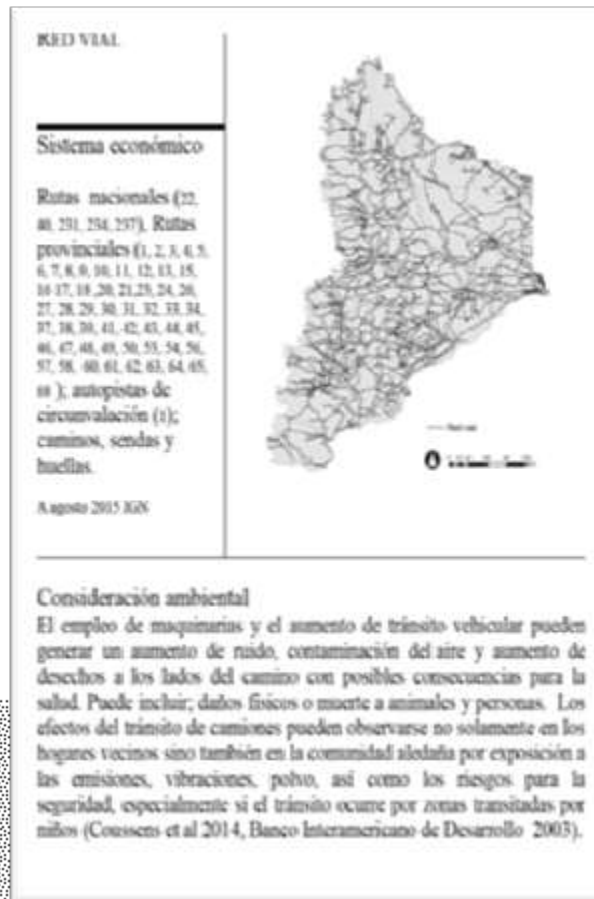 RED VIAL
Sistema económico
Rutas nacionales (22,
40, 231, 234, 237), Rutas
provinciales (1, 2, 3, 4, 5,
6, 7, 8, 9, 10, 11, 12, 13, 15,
16 17, 18 ,20, 21,23, 24, 26,
27, 28, 29, 30, 31, 32, 33, 34,
37, 38, 39, 41, 42, 43, 44, 45,
46, 47, 48, 49, 50, 53, 54, 56,
57, 58, 60, 61, 62, 63, 64, 65,
); autopistas de
circunvalación (1);
caminos, sendas y
huellas.
Agosto 2015 IGN
Red vial
Consideración ambiental
El empleo de maquinarias y el aumento de tránsito vehicular pueden
generar un aumento de ruido, contaminación del aire y aumento de
desechos a los lados del camino con posibles consecuencias para la
salud. Puede incluir; daños físicos o muerte a animales y personas. Los
efectos del tránsito de camiones pueden observarse no solamente en los
hogares vecinos sino también en la comunidad aledaña por exposición a
las emisiones, vibraciones, polvo, así como los riesgos para la
seguridad, especialmente si el tránsito ocurre por zonas transitadas por
niños (Coussens et al 2014, Banco Interamericano de Desarrollo 2003).